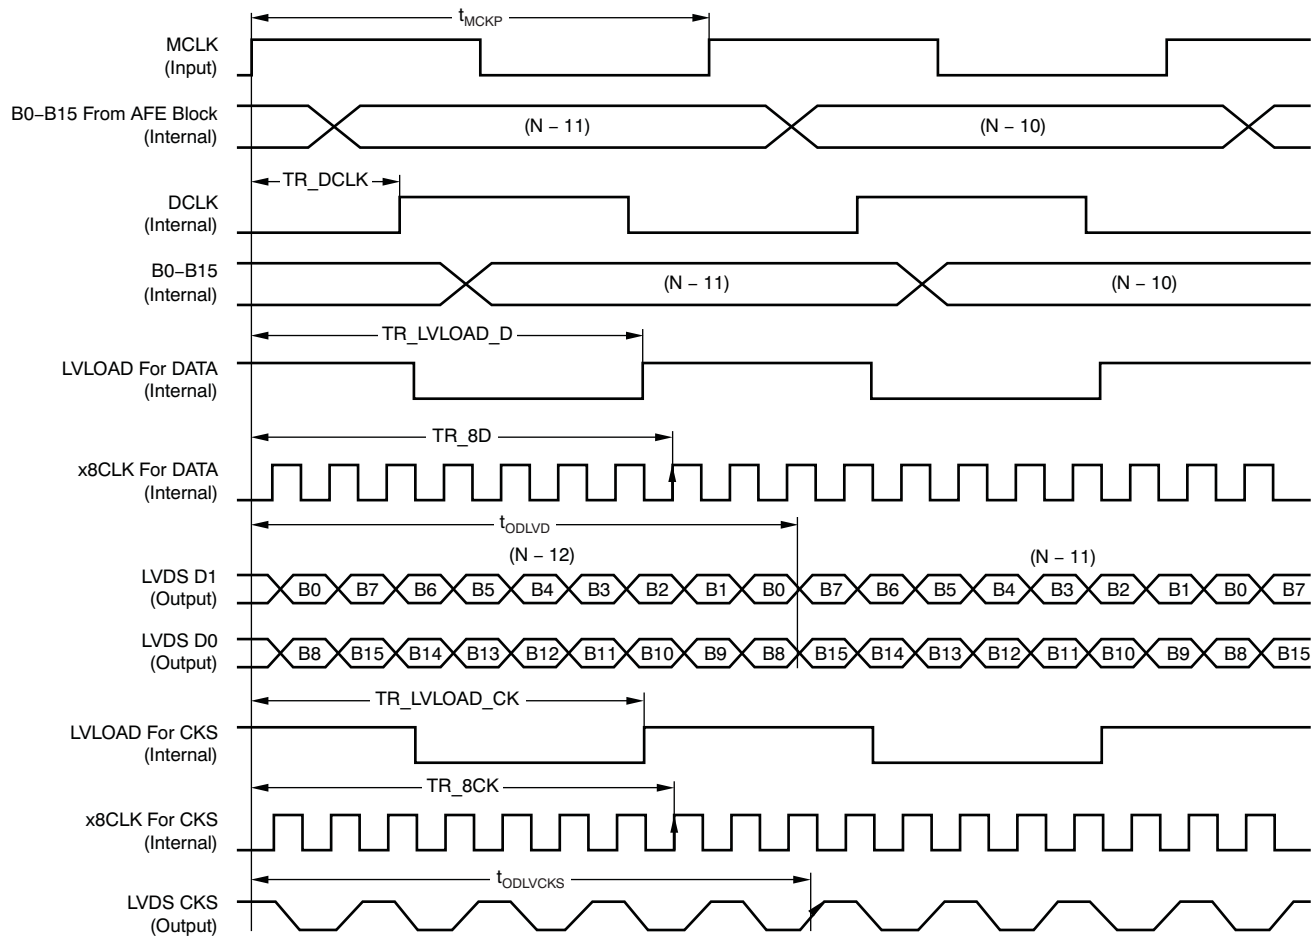 tMCKP
MCLK
(Input)
B0–B15 From AFE Block
(Internal)
(N – 11)
(N – 10)
TR_DCLK
DCLK
(Internal)
B0–B15
(Internal)
(N – 11)
(N – 10)
TR_LVLOAD_D
LVLOAD For DATA
(Internal)
TR_8D
x8CLK For DATA
(Internal)
tODLVD
(N – 12)
(N – 11)
LVDS D1
(Output)
B0 B7 B6 B5 B4 B3 B2 B1 B0 B7 B6 B5 B4 B3 B2 B1 B0 B7
LVDS D0
(Output)
B8 B15 B14 B13 B12 B11 B10 B9 B8 B15 B14 B13 B12 B11 B10 B9 B8 B15
TR_LVLOAD_CK
LVLOAD For CKS
(Internal)
TR_8CK
x8CLK For CKS
(Internal)
tODLVCKS
LVDS CKS
(Output)